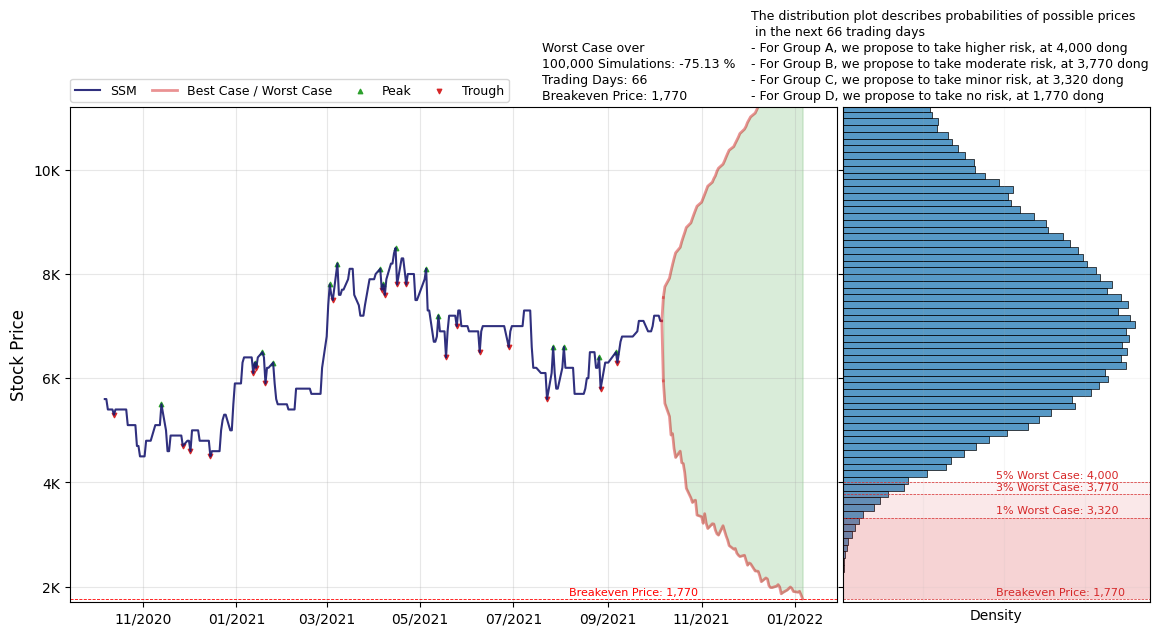 The distribution plot describes probabilities of possible prices
in the next 66 trading days
- For Group A, we propose to take higher risk, at 4,000 dong
- For Group B, we propose to take moderate risk, at 3,770 dong
- For Group C, we propose to take minor risk, at 3,320 dong
- For Group D, we propose to take no risk, at 1,770 dong
Worst Case over
100,000 Simulations: -75.13 %
Trading Days: 66
Breakeven Price: 1,770
SSM
Best Case / Worst Case
Peak
Trough
Stock Price
10K
8K
6K
4K
2K
Breakeven Price: 1,770
11/2020
01/2021
03/2021
05/2021
07/2021
09/2021
11/2021
01/2022
5% Worst Case: 4,000
3% Worst Case: 3,770
1% Worst Case: 3,320
Breakeven Price: 1,770
Density